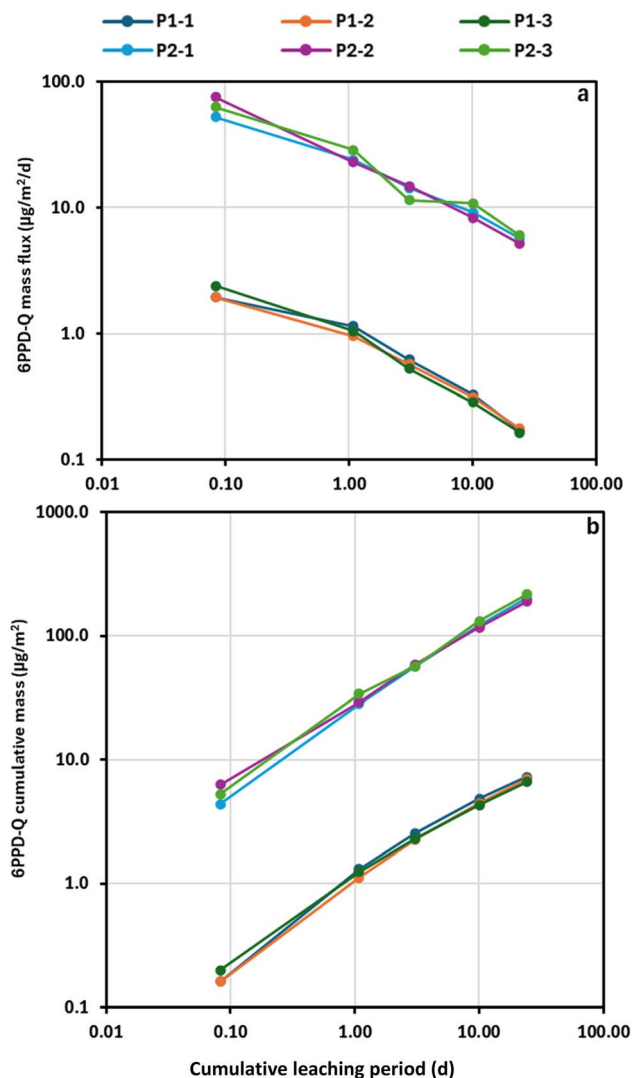 P1-1 P1-2 P1-3
P2-1 P2-2 P2-3
a
6PPD-Q mass flux (µg/m²/d)
100.0
10.0
1.0
0.1
0.01 0.10 1.00 10.00 100.00
b
6PPD-Q cumulative mass (µg/m²)
1000.0
100.0
10.0
1.0
0.1
0.01 0.10 1.00 10.00 100.00
Cumulative leaching period (d)